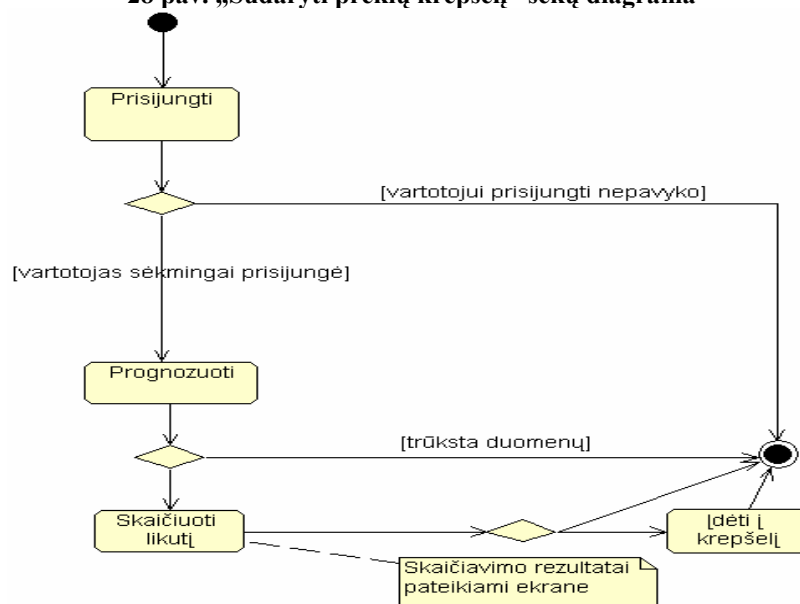 28 pav. „Sudaryti prekių krepšelį“ sekų diagrama
Prisijungti
[vartotojui prisijungti nepavyko]
[vartotojas sėkmingai prisijungė]
Prognozuoti
[trūksta duomenų]
Skaičiuoti
likutį
Įdėti į
krepšelį
Skaičiavimo rezultatai
pateikiami ekrane